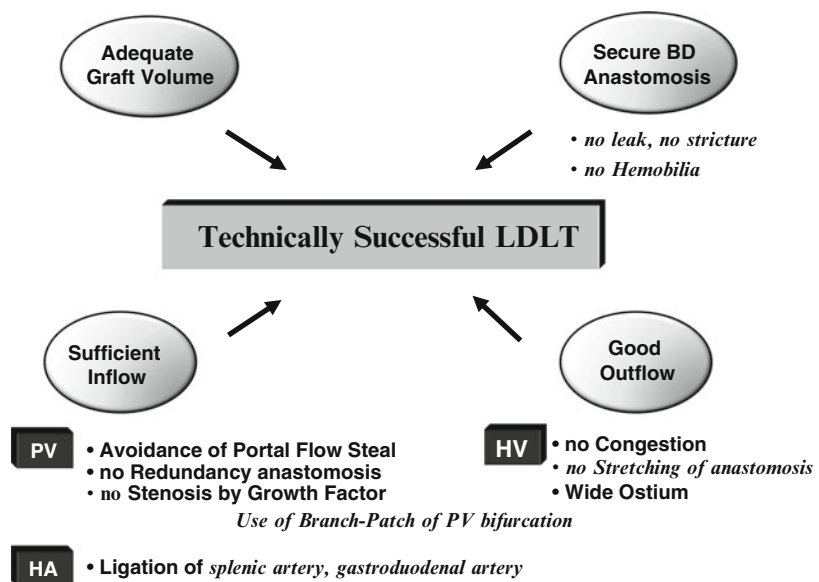 Adequate
Graft Volume
Secure BD
Anastomosis
• no leak, no stricture
• no Hemobilia
Technically Successful LDLT
Sufficient
Inflow
Good
Outflow
PV
• Avoidance of Portal Flow Steal
• no Redundancy anastomosis
• no Stenosis by Growth Factor
Use of Branch-Patch of PV bifurcation
HV
• no Congestion
• no Stretching of anastomosis
• Wide Ostium
HA
• Ligation of splenic artery, gastroduodenal artery